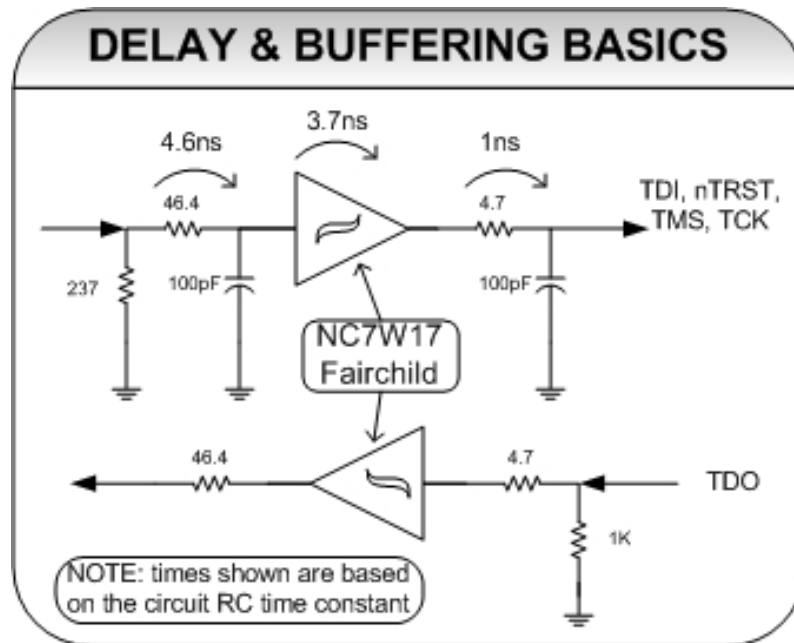 DELAY & BUFFERING BASICS
4.6ns
3.7ns
1ns
46.4
4.7
TDI, nTRST,
TMS, TCK
237
100pF
100pF
NC7W17
Fairchild
46.4
4.7
TDO
1K
NOTE: times shown are based
on the circuit RC time constant